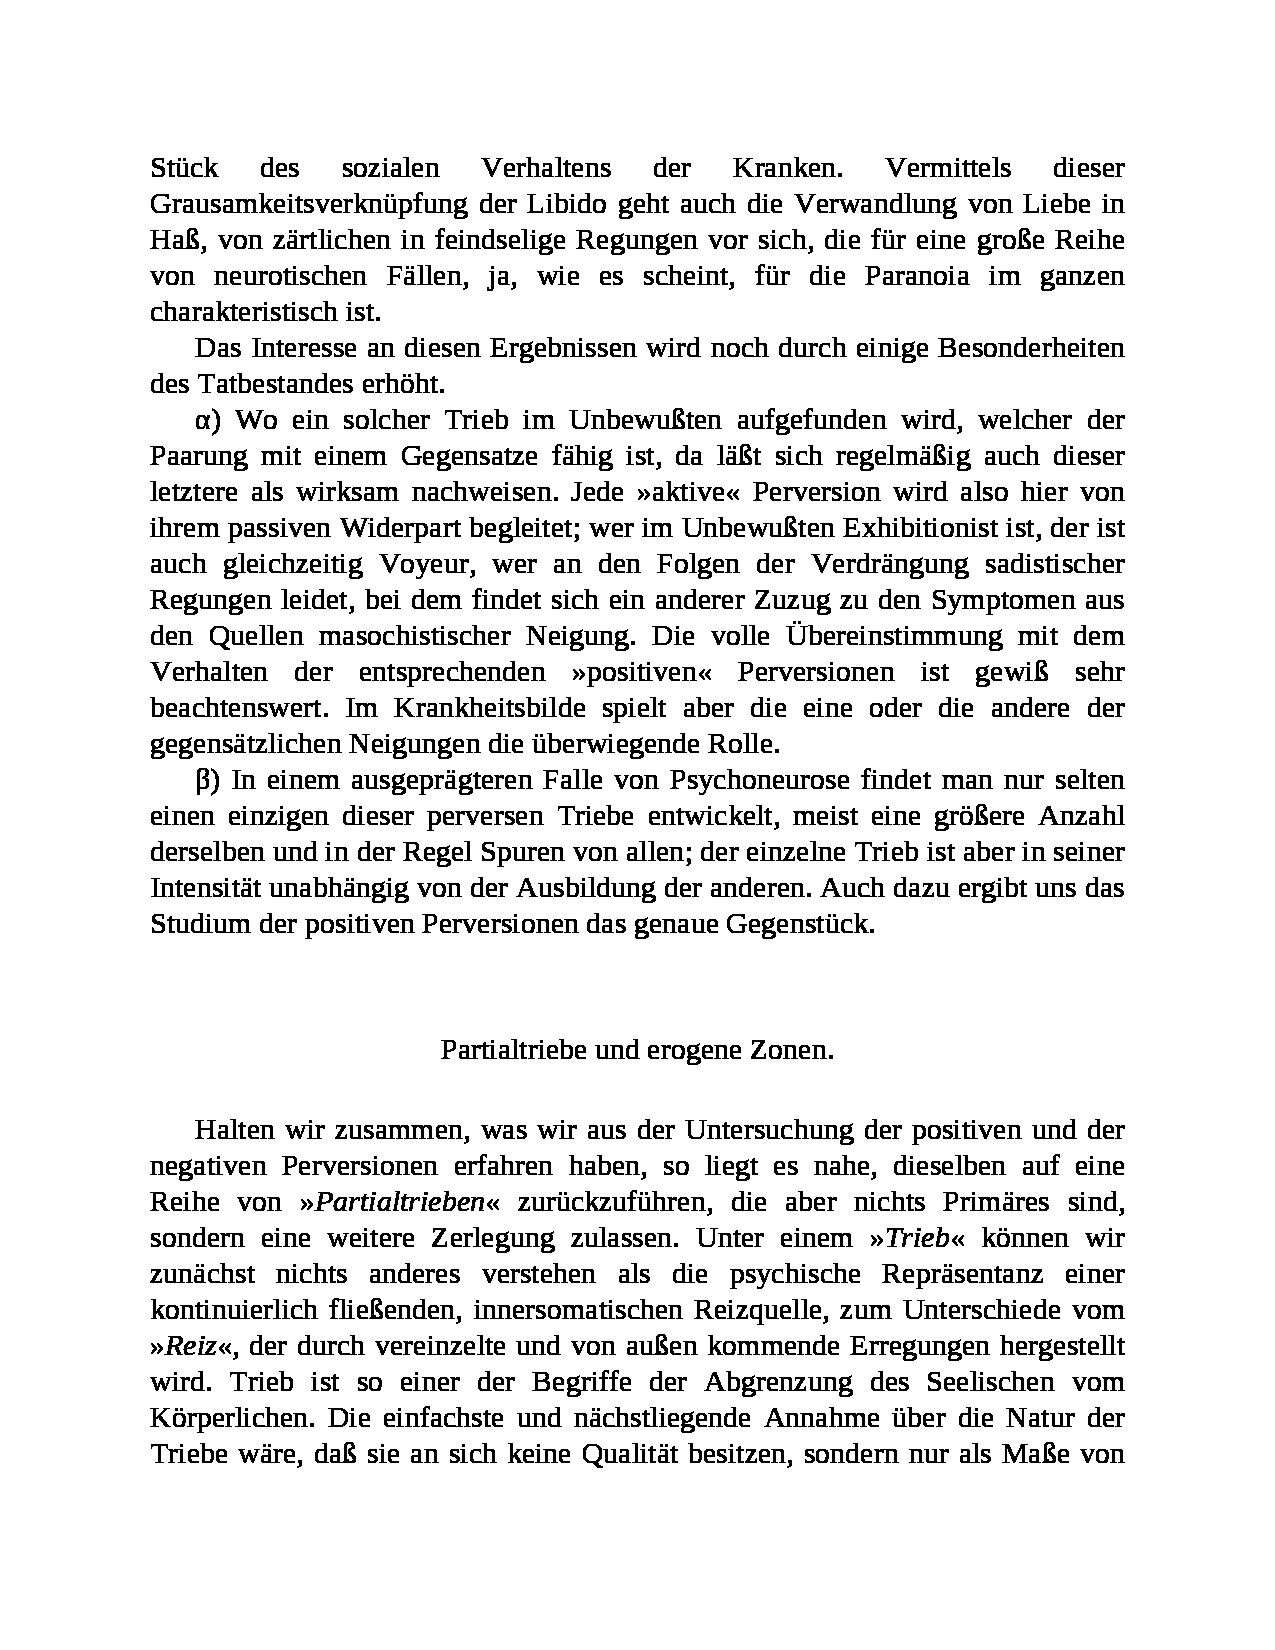 Stück des sozialen Verhaltens der Kranken. Vermittels dieser
Grausamkeitsverknüpfung der Libido geht auch die Verwandlung von Liebe in
Haß, von zärtlichen in feindselige Regungen vor sich, die für eine große Reihe
von neurotischen Fällen, ja, wie es scheint, für die Paranoia im ganzen
charakteristisch ist.
Das Interesse an diesen Ergebnissen wird noch durch einige Besonderheiten
des Tatbestandes erhöht.
α) Wo ein solcher Trieb im Unbewußten aufgefunden wird, welcher der
Paarung mit einem Gegensatze fähig ist, da läßt sich regelmäßig auch dieser
letztere als wirksam nachweisen. Jede »aktive« Perversion wird also hier von
ihrem passiven Widerpart begleitet; wer im Unbewußten Exhibitionist ist, der ist
auch gleichzeitig Voyeur, wer an den Folgen der Verdrängung sadistischer
Regungen leidet, bei dem findet sich ein anderer Zuzug zu den Symptomen aus
den Quellen masochistischer Neigung. Die volle Übereinstimmung mit dem
Verhalten der entsprechenden »positiven« Perversionen ist gewiß sehr
beachtenswert. Im Krankheitsbilde spielt aber die eine oder die andere der
gegensätzlichen Neigungen die überwiegende Rolle.
β) In einem ausgeprägteren Falle von Psychoneurose findet man nur selten
einen einzigen dieser perversen Triebe entwickelt, meist eine größere Anzahl
derselben und in der Regel Spuren von allen; der einzelne Trieb ist aber in seiner
Intensität unabhängig von der Ausbildung der anderen. Auch dazu ergibt uns das
Studium der positiven Perversionen das genaue Gegenstück.
Partialtriebe und erogene Zonen.
Halten wir zusammen, was wir aus der Untersuchung der positiven und der
negativen Perversionen erfahren haben, so liegt es nahe, dieselben auf eine
Reihe von »Partialtrieben« zurückzuführen, die aber nichts Primäres sind,
sondern eine weitere Zerlegung zulassen. Unter einem »Trieb« können wir
zunächst nichts anderes verstehen als die psychische Repräsentanz einer
kontinuierlich fließenden, innersomatischen Reizquelle, zum Unterschiede vom
»Reiz«, der durch vereinzelte und von außen kommende Erregungen hergestellt
wird. Trieb ist so einer der Begriffe der Abgrenzung des Seelischen vom
Körperlichen. Die einfachste und nächstliegende Annahme über die Natur der
Triebe wäre, daß sie an sich keine Qualität besitzen, sondern nur als Maße von